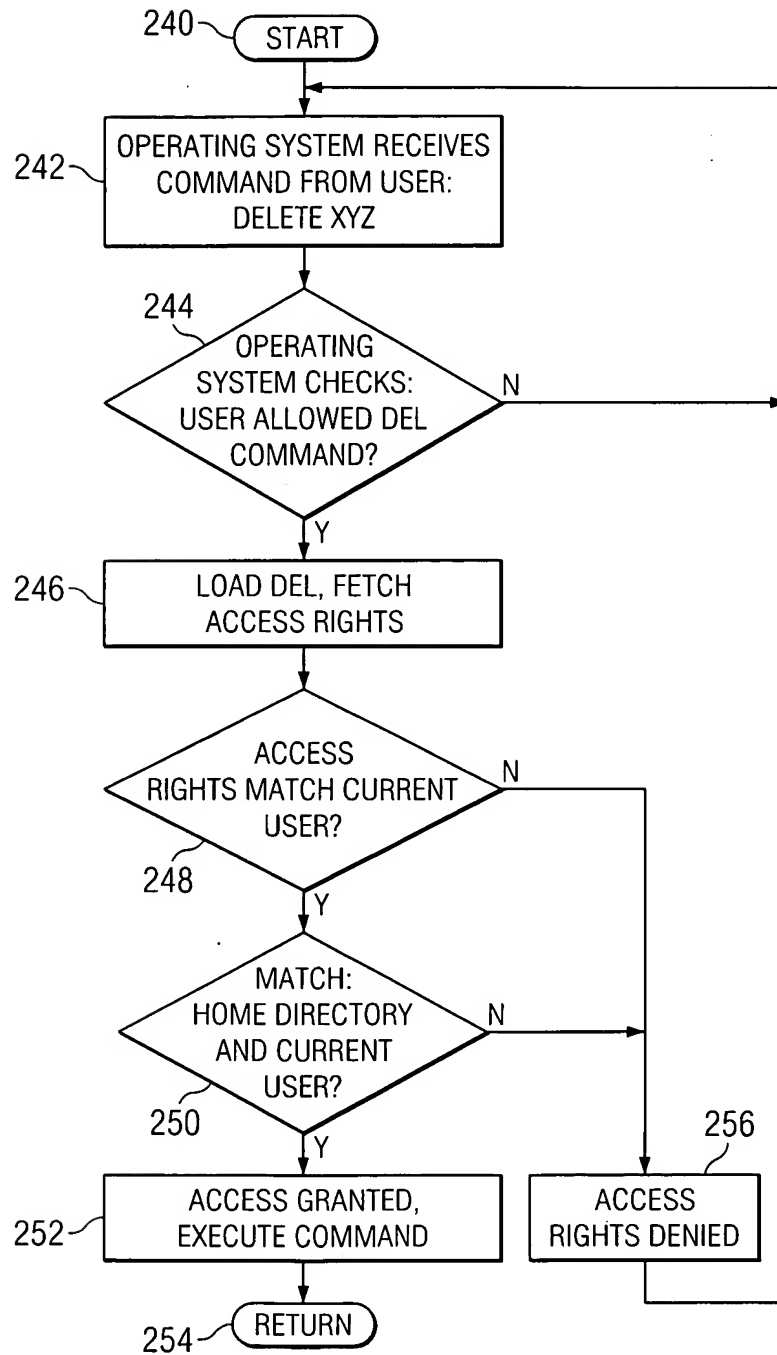 240
START
242
OPERATING SYSTEM RECEIVES
COMMAND FROM USER:
DELETE XYZ
244
OPERATING
SYSTEM CHECKS:
USER ALLOWED DEL
COMMAND?
N
Y
246
LOAD DEL, FETCH
ACCESS RIGHTS
ACCESS
RIGHTS MATCH CURRENT
USER?
N
248
Y
MATCH:
HOME DIRECTORY
AND CURRENT
USER?
N
250
Y
256
252
ACCESS GRANTED,
EXECUTE COMMAND
ACCESS
RIGHTS DENIED
254
RETURN